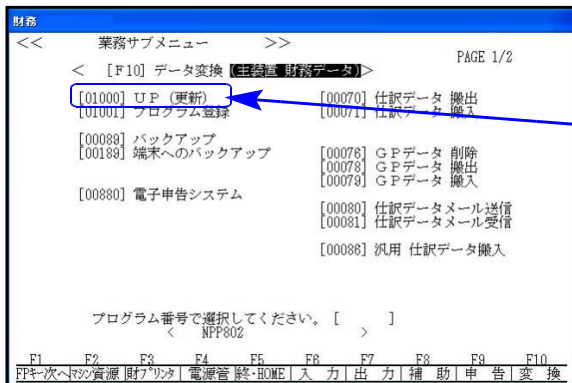 財務
<< 業務サブメニュー >>
PAGE 1/2
< [F10] データ変換 (主装置 財務データ)>
[01000] UP (更新)
[01001] プログラム登録
[00089] バックアップ
[00189] 端末へのバックアップ
[00880] 電子申告システム
[00070] 仕訳データ 搬出
[00071] 仕訳データ 搬入
[00076] GPデータ 削除
[00078] GPデータ 搬出
[00079] GPデータ 搬入
[00080] 仕訳データメール送信
[00081] 仕訳データメール受信
[00086] 汎用 仕訳データ搬入
プログラム番号で選択してください。 [ ]
< NPP802 >
F1 F2 F3 F4 F5 F6 F7 F8 F9 F10
FPキー次へ マシン資源 財プリンタ 電源管 終・HOME 入 力 出 力 補 助 申 告 変 換